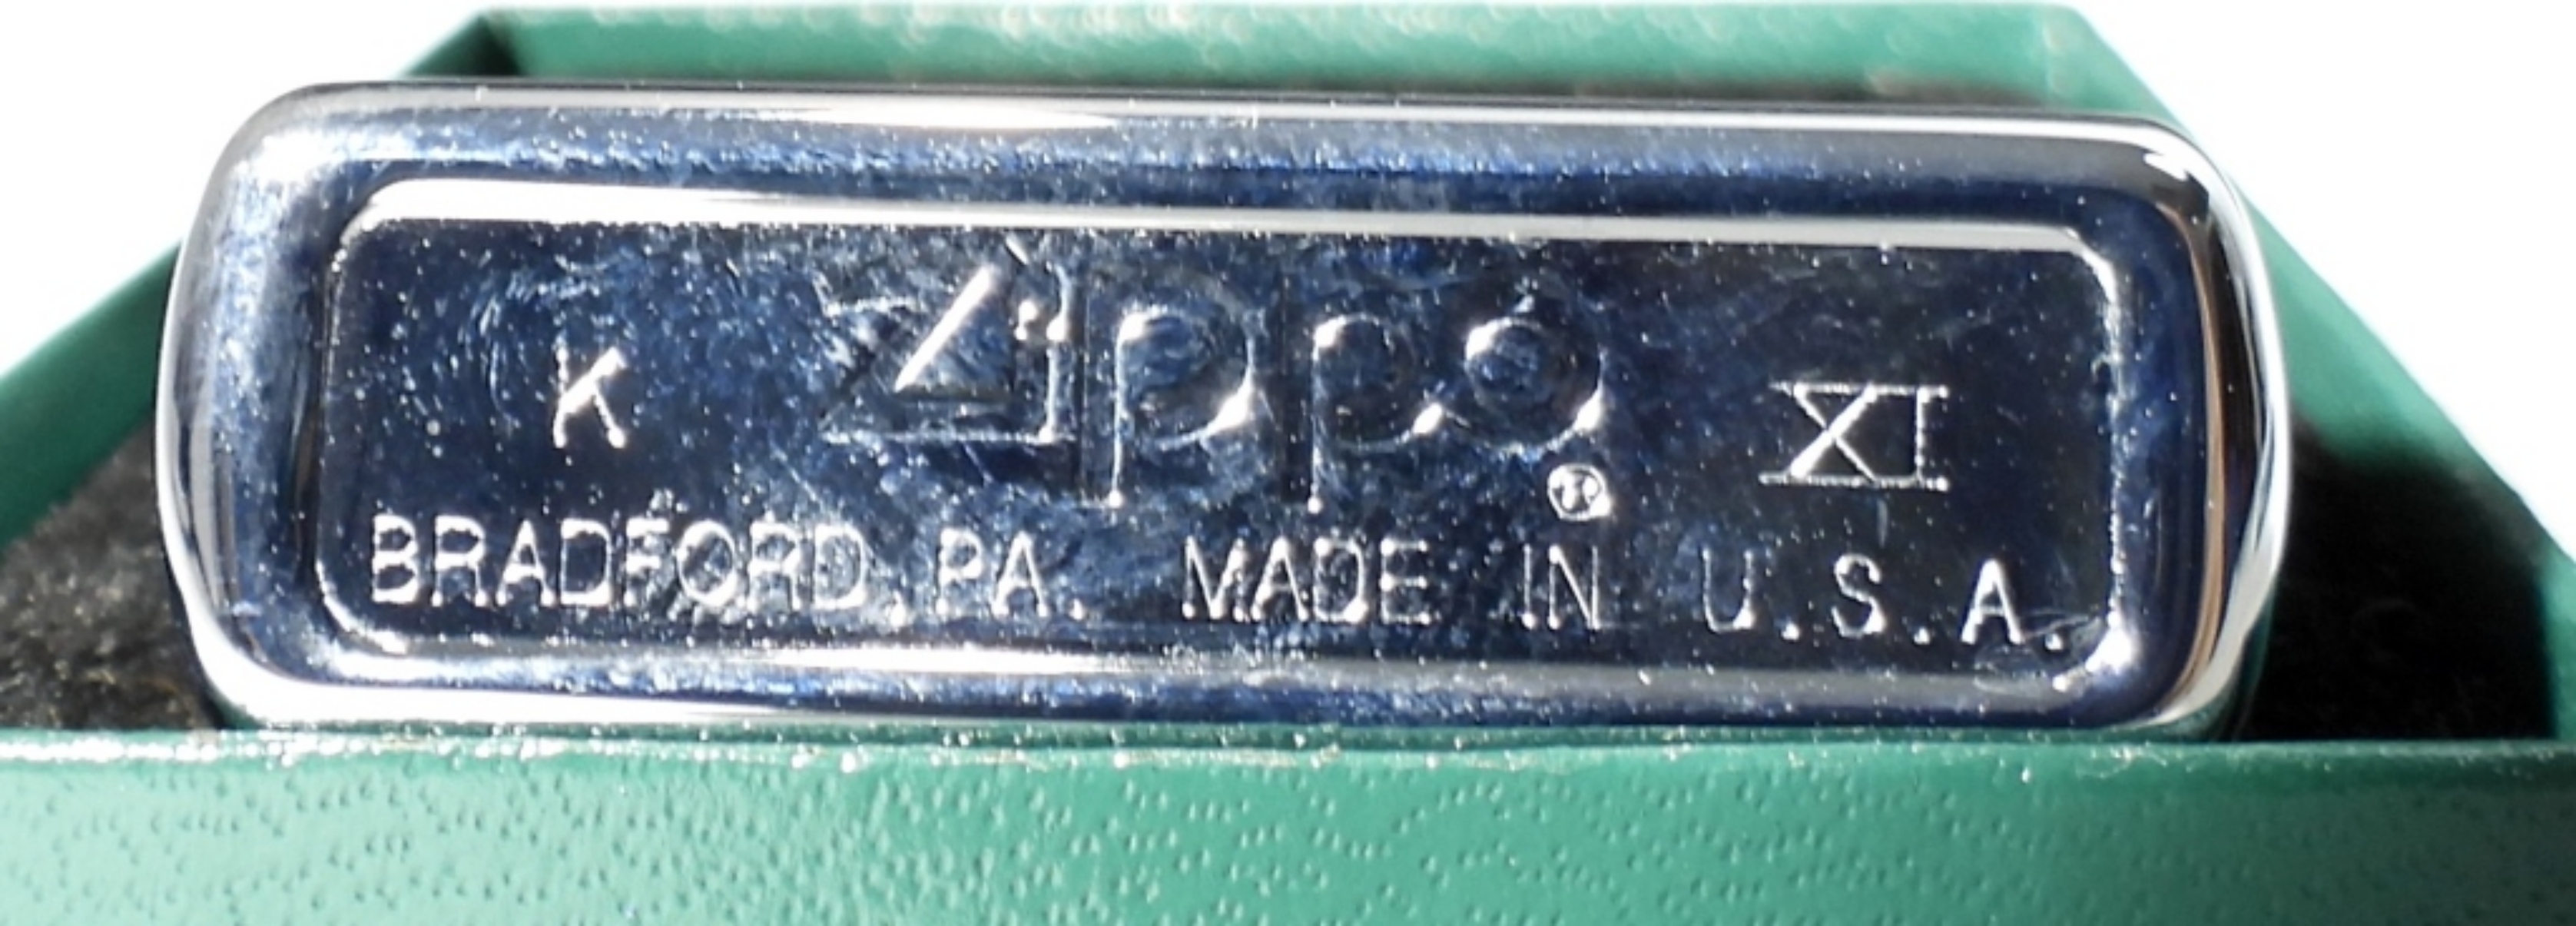 K Zippo XI
®
BRADFORD, PA. MADE IN U.S.A.